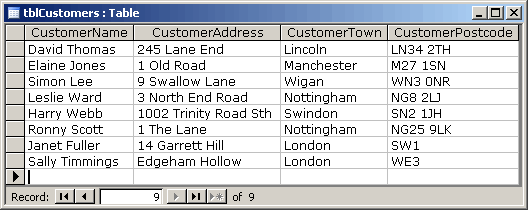 tblCustomers : Table
CustomerName CustomerAddress CustomerTown CustomerPostcode
David Thomas 245 Lane End Lincoln LN34 2TH
Elaine Jones 1 Old Road Manchester M27 1SN
Simon Lee 9 Swallow Lane Wigan WN3 0NR
Leslie Ward 3 North End Road Nottingham NG8 2LJ
Harry Webb 1002 Trinity Road Sth Swindon SN2 1JH
Ronny Scott 1 The Lane Nottingham NG25 9LK
Janet Fuller 14 Garrett Hill London SW1
Sally Timmings Edgeham Hollow London WE3
Record: 9 of 9